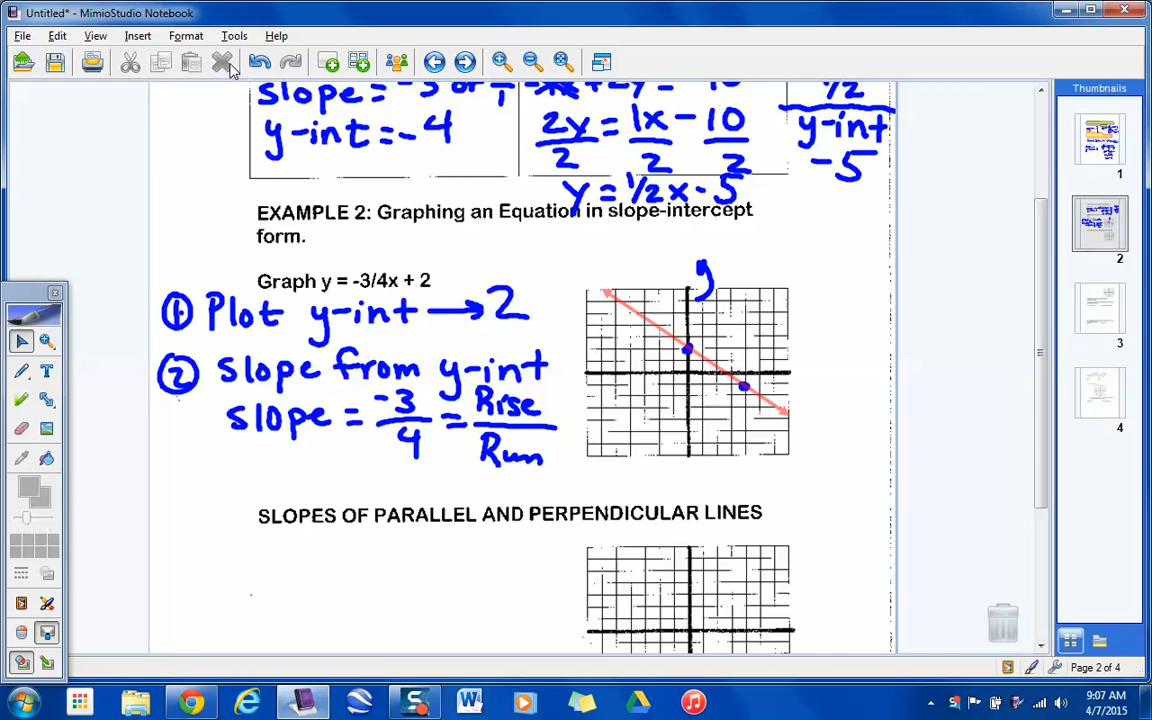 Untitled* - MimioStudio Notebook
File Edit View Insert Format Tools Help
slope = -3 or
y-int = -4
2y = 1x - 10
2 2 2
y = 1/2x - 5
1/2
y-int
-5
EXAMPLE 2: Graphing an Equation in slope-intercept
form.
Graph y = -3/4x + 2
① Plot y-int → 2
② Slope from y-int
slope = -3/4 = Rise/Run
y
SLOPES OF PARALLEL AND PERPENDICULAR LINES
Thumbnails
1
2
3
4
Page 2 of 4
9:07 AM
4/7/2015